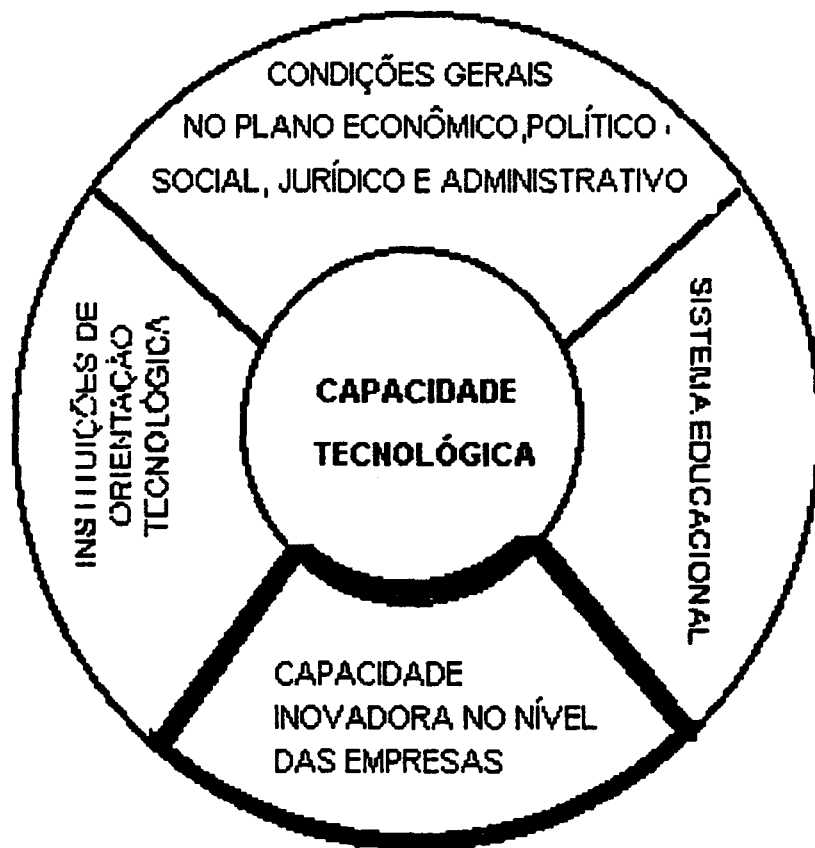 CONDIÇÕES GERAIS
NO PLANO ECONÔMICO,POLÍTICO
SOCIAL, JURÍDICO E ADMINISTRATIVO
INSTITUIÇÕES DE
ORIENTAÇÃO
TECNOLÓGICA
CAPACIDADE
TECNOLÓGICA
SISTEMA EDUCACIONAL
CAPACIDADE
INOVADORA NO NÍVEL
DAS EMPRESAS